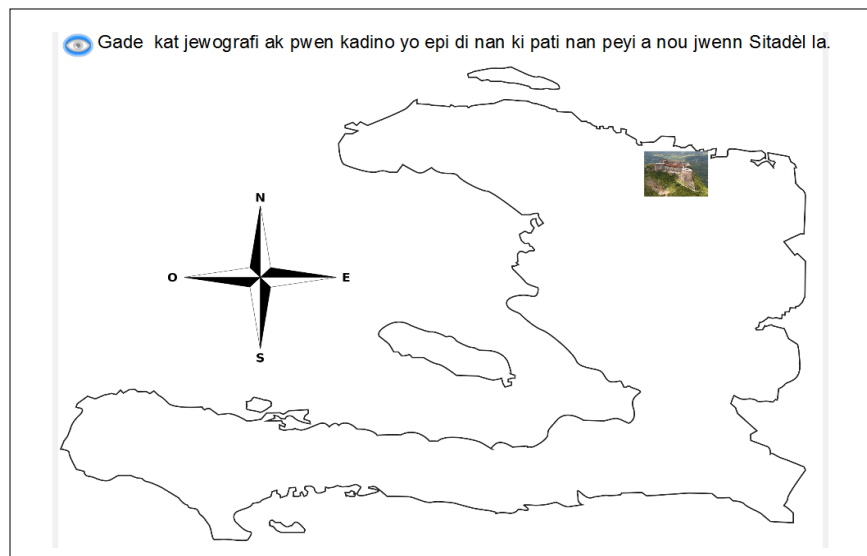 Gade kat jewografi ak pwen kadino yo epi di nan ki pati nan peyi a nou jwenn Sitadèl la.
N
O
E
S